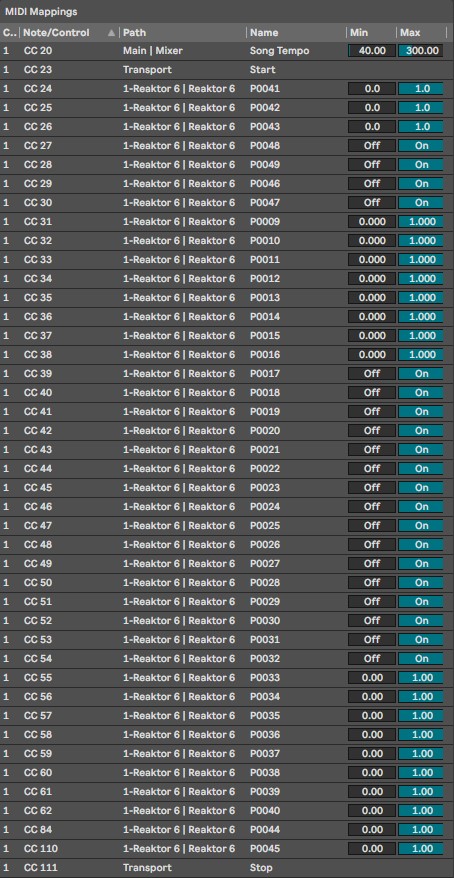 MIDI Mappings
C.. Note/Control Path Name Min Max
1 CC 20 Main | Mixer Song Tempo 40.00 300.00
1 CC 23 Transport Start
1 CC 24 1-Reaktor 6 | Reaktor 6 P0041 0.0 1.0
1 CC 25 1-Reaktor 6 | Reaktor 6 P0042 0.0 1.0
1 CC 26 1-Reaktor 6 | Reaktor 6 P0043 0.0 1.0
1 CC 27 1-Reaktor 6 | Reaktor 6 P0048 Off On
1 CC 28 1-Reaktor 6 | Reaktor 6 P0049 Off On
1 CC 29 1-Reaktor 6 | Reaktor 6 P0046 Off On
1 CC 30 1-Reaktor 6 | Reaktor 6 P0047 Off On
1 CC 31 1-Reaktor 6 | Reaktor 6 P0009 0.000 1.000
1 CC 32 1-Reaktor 6 | Reaktor 6 P0010 0.000 1.000
1 CC 33 1-Reaktor 6 | Reaktor 6 P0011 0.000 1.000
1 CC 34 1-Reaktor 6 | Reaktor 6 P0012 0.000 1.000
1 CC 35 1-Reaktor 6 | Reaktor 6 P0013 0.000 1.000
1 CC 36 1-Reaktor 6 | Reaktor 6 P0014 0.000 1.000
1 CC 37 1-Reaktor 6 | Reaktor 6 P0015 0.000 1.000
1 CC 38 1-Reaktor 6 | Reaktor 6 P0016 0.000 1.000
1 CC 39 1-Reaktor 6 | Reaktor 6 P0017 Off On
1 CC 40 1-Reaktor 6 | Reaktor 6 P0018 Off On
1 CC 41 1-Reaktor 6 | Reaktor 6 P0019 Off On
1 CC 42 1-Reaktor 6 | Reaktor 6 P0020 Off On
1 CC 43 1-Reaktor 6 | Reaktor 6 P0021 Off On
1 CC 44 1-Reaktor 6 | Reaktor 6 P0022 Off On
1 CC 45 1-Reaktor 6 | Reaktor 6 P0023 Off On
1 CC 46 1-Reaktor 6 | Reaktor 6 P0024 Off On
1 CC 47 1-Reaktor 6 | Reaktor 6 P0025 Off On
1 CC 48 1-Reaktor 6 | Reaktor 6 P0026 Off On
1 CC 49 1-Reaktor 6 | Reaktor 6 P0027 Off On
1 CC 50 1-Reaktor 6 | Reaktor 6 P0028 Off On
1 CC 51 1-Reaktor 6 | Reaktor 6 P0029 Off On
1 CC 52 1-Reaktor 6 | Reaktor 6 P0030 Off On
1 CC 53 1-Reaktor 6 | Reaktor 6 P0031 Off On
1 CC 54 1-Reaktor 6 | Reaktor 6 P0032 Off On
1 CC 55 1-Reaktor 6 | Reaktor 6 P0033 0.00 1.00
1 CC 56 1-Reaktor 6 | Reaktor 6 P0034 0.00 1.00
1 CC 57 1-Reaktor 6 | Reaktor 6 P0035 0.00 1.00
1 CC 58 1-Reaktor 6 | Reaktor 6 P0036 0.00 1.00
1 CC 59 1-Reaktor 6 | Reaktor 6 P0037 0.00 1.00
1 CC 60 1-Reaktor 6 | Reaktor 6 P0038 0.00 1.00
1 CC 61 1-Reaktor 6 | Reaktor 6 P0039 0.00 1.00
1 CC 62 1-Reaktor 6 | Reaktor 6 P0040 0.00 1.00
1 CC 84 1-Reaktor 6 | Reaktor 6 P0044 0.00 1.00
1 CC 110 1-Reaktor 6 | Reaktor 6 P0045 0.00 1.00
1 CC 111 Transport Stop